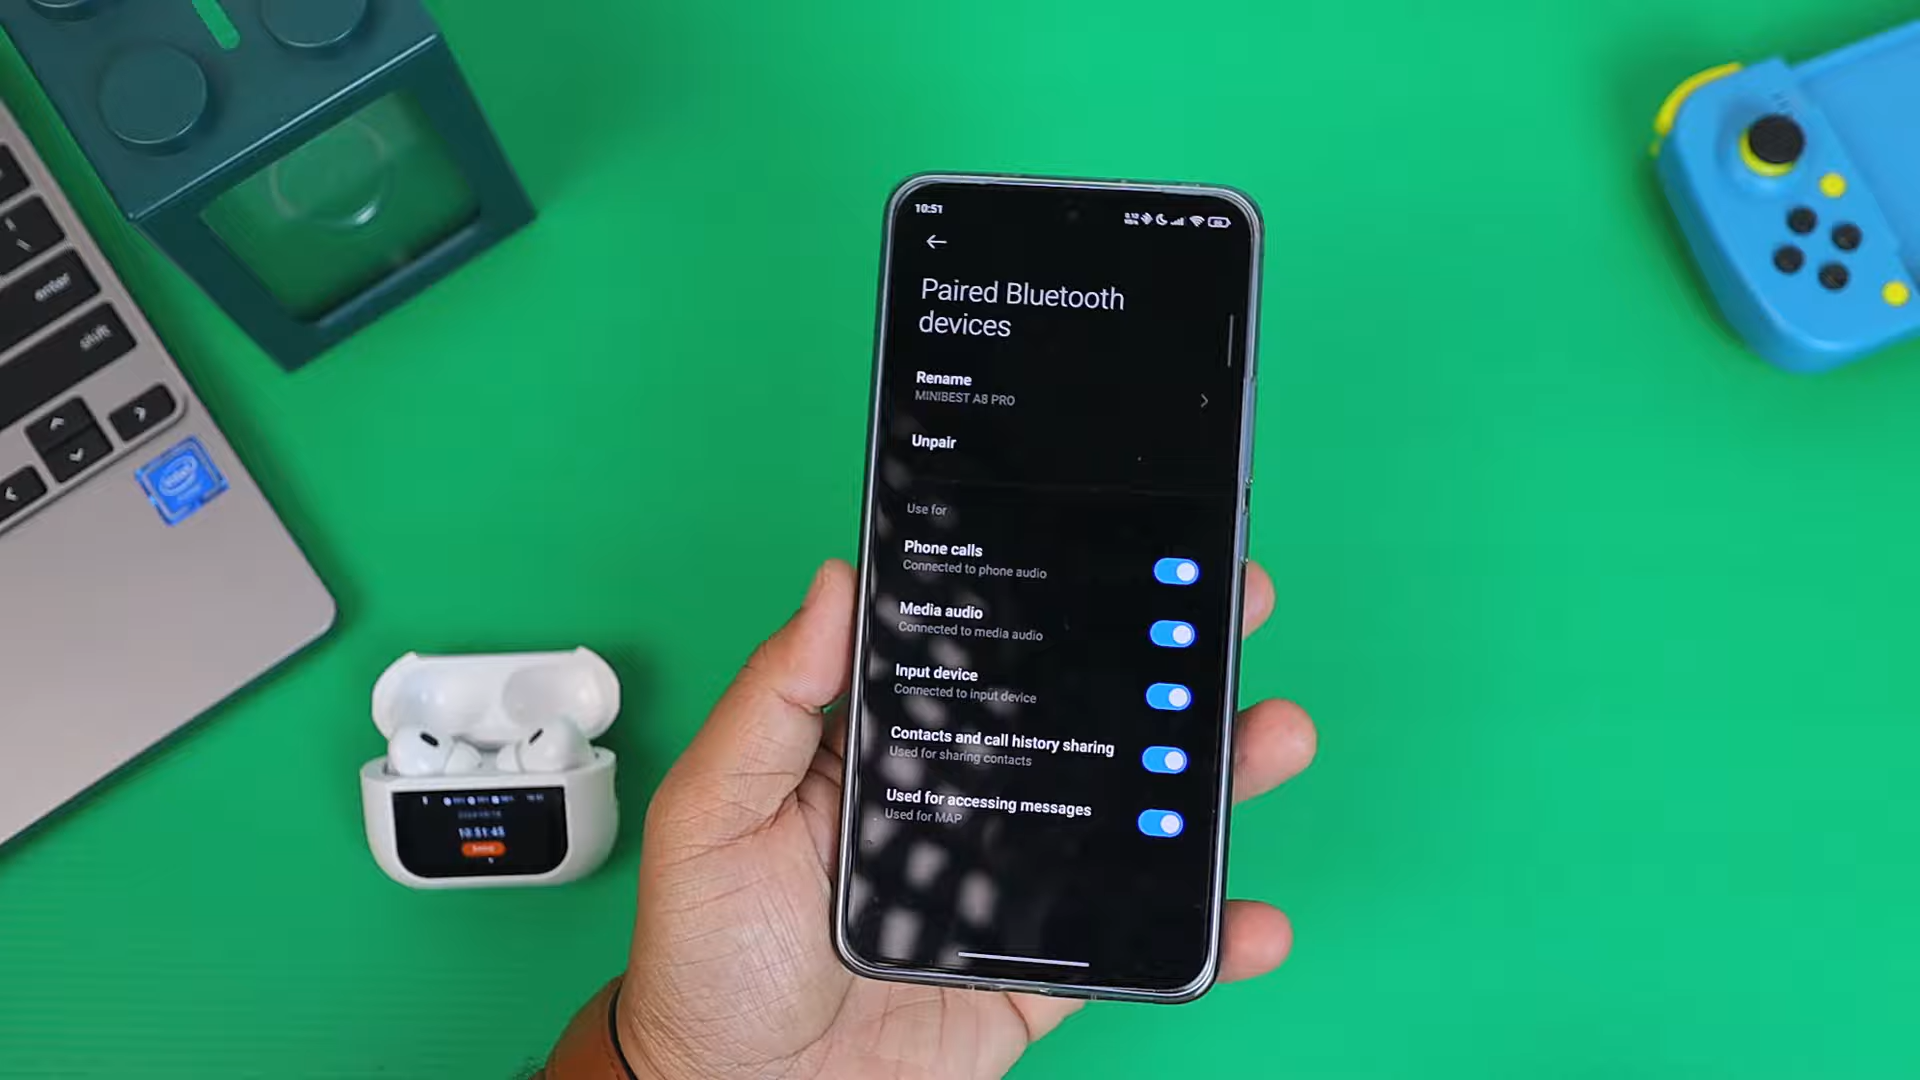 10:51
Paired Bluetooth
devices
Rename
MINIBEST A8 PRO
Unpair
Use for
Phone calls
Connected to phone audio
Media audio
Connected to media audio
Input device
Connected to input device
Contacts and call history sharing
Used for sharing contacts
Used for accessing messages
Used for MAP
enter
shift
intel
10:51:48